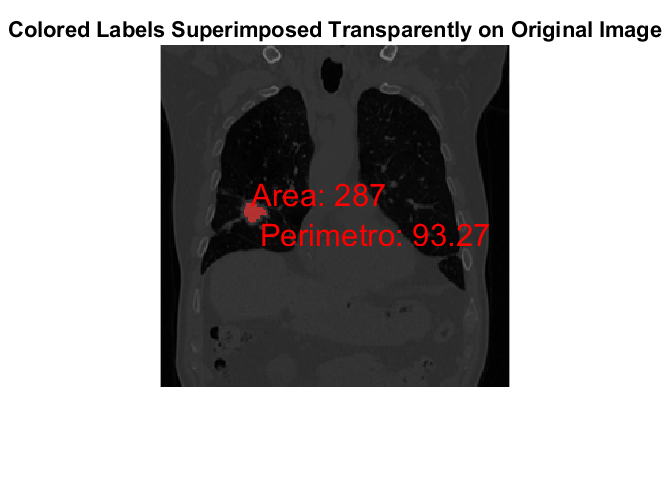 Colored Labels Superimposed Transparently on Original Image
Area: 287
Perimetro: 93.27